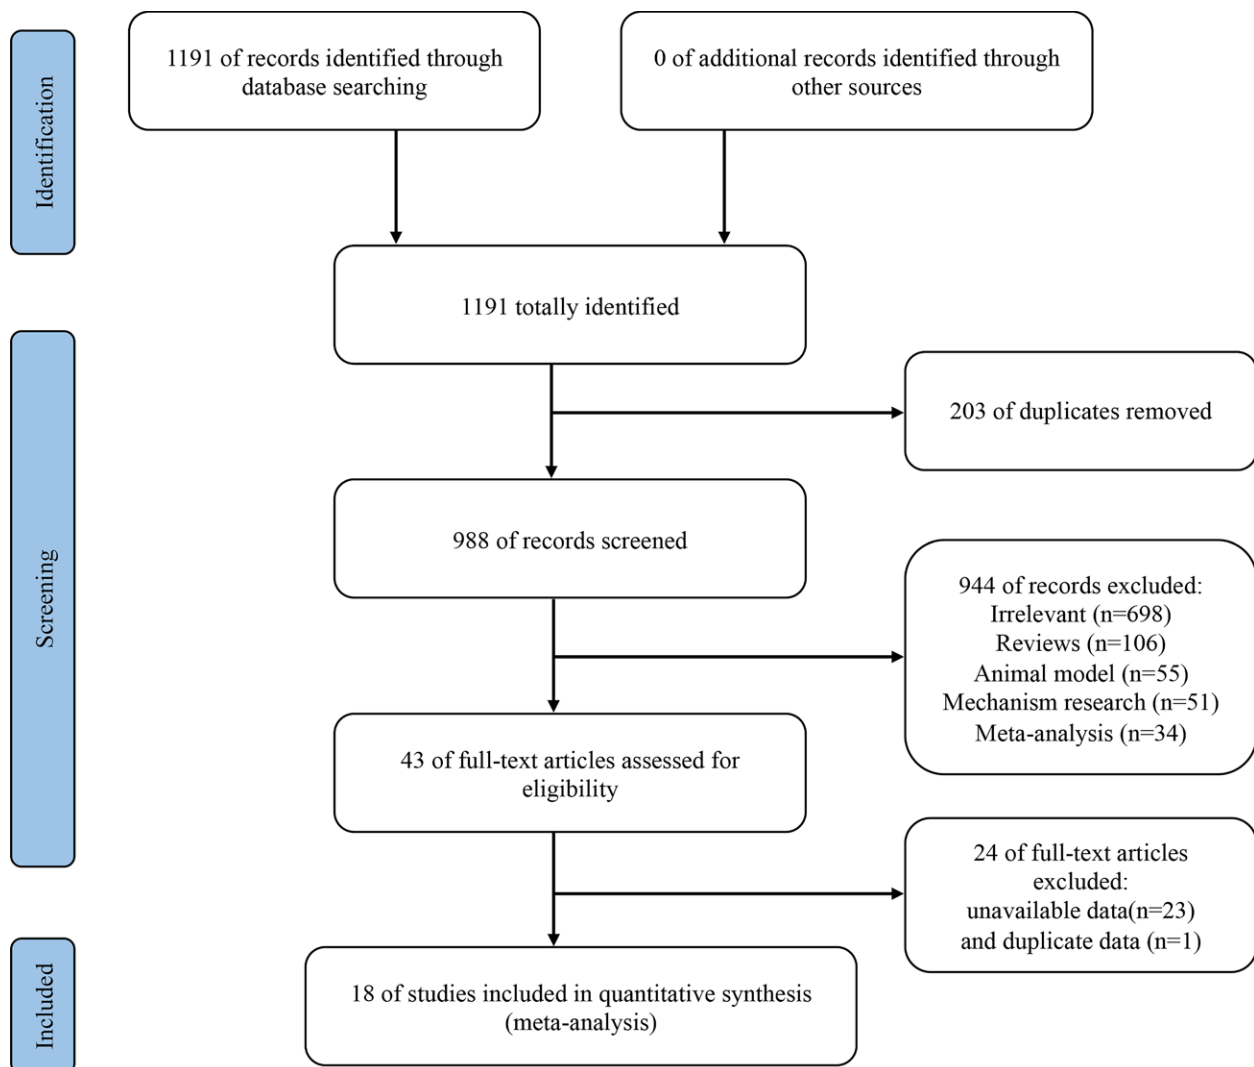 Identification
1191 of records identified through
database searching
0 of additional records identified through
other sources
1191 totally identified
Screening
203 of duplicates removed
988 of records screened
944 of records excluded:
Irrelevant (n=698)
Reviews (n=106)
Animal model (n=55)
Mechanism research (n=51)
Meta-analysis (n=34)
43 of full-text articles assessed for
eligibility
24 of full-text articles
excluded:
unavailable data(n=23)
and duplicate data (n=1)
Included
18 of studies included in quantitative synthesis
(meta-analysis)